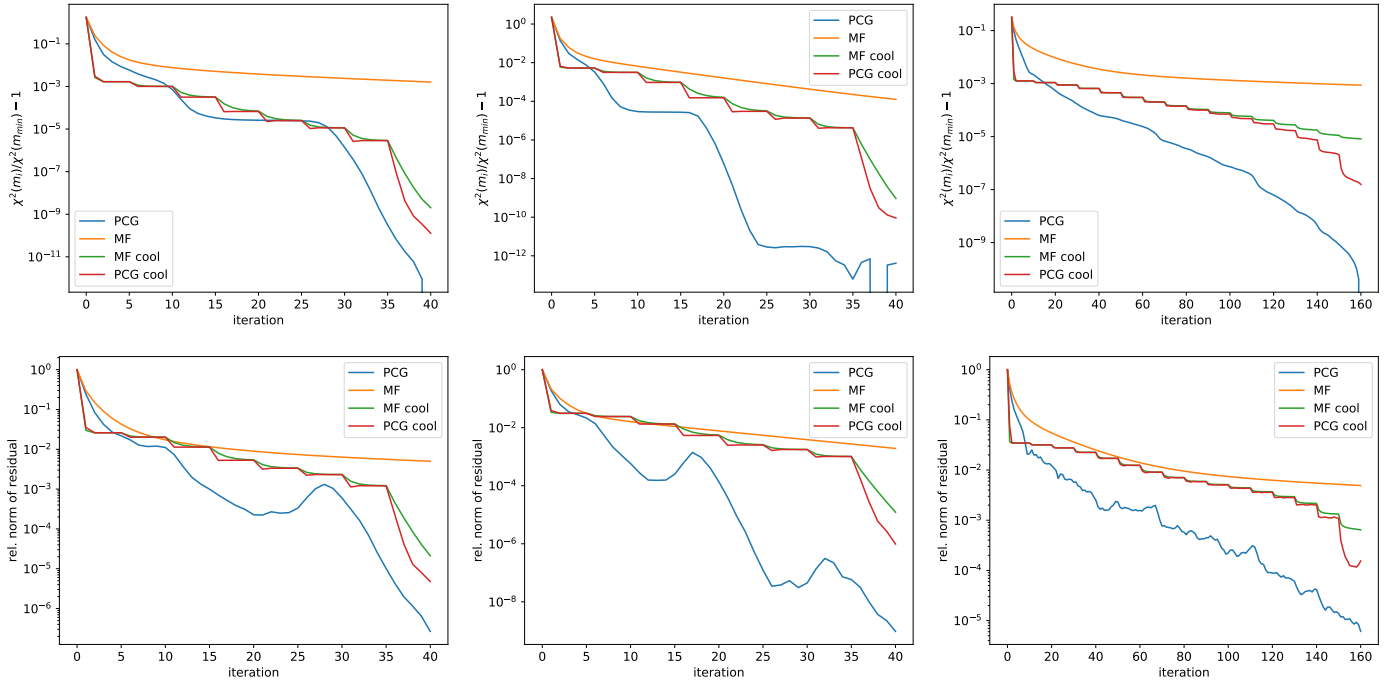 χ²(mᵢ)/χ²(mₘᵢₙ) − 1
10⁻¹
10⁻³
10⁻⁵
10⁻⁷
10⁻⁹
10⁻¹¹
PCG
MF
MF cool
PCG cool
0 5 10 15 20 25 30 35 40
iteration
χ²(mᵢ)/χ²(mₘᵢₙ) − 1
10⁰
10⁻²
10⁻⁴
10⁻⁶
10⁻⁸
10⁻¹⁰
10⁻¹²
PCG
MF
MF cool
PCG cool
0 5 10 15 20 25 30 35 40
iteration
χ²(mᵢ)/χ²(mₘᵢₙ) − 1
10⁻¹
10⁻³
10⁻⁵
10⁻⁷
10⁻⁹
PCG
MF
MF cool
PCG cool
0 20 40 60 80 100 120 140 160
iteration
rel. norm of residual
10⁰
10⁻¹
10⁻²
10⁻³
10⁻⁴
10⁻⁵
10⁻⁶
PCG
MF
MF cool
PCG cool
0 5 10 15 20 25 30 35 40
iteration
rel. norm of residual
10⁰
10⁻²
10⁻⁴
10⁻⁶
10⁻⁸
PCG
MF
MF cool
PCG cool
0 5 10 15 20 25 30 35 40
iteration
rel. norm of residual
10⁰
10⁻¹
10⁻²
10⁻³
10⁻⁴
10⁻⁵
PCG
MF
MF cool
PCG cool
0 20 40 60 80 100 120 140 160
iteration